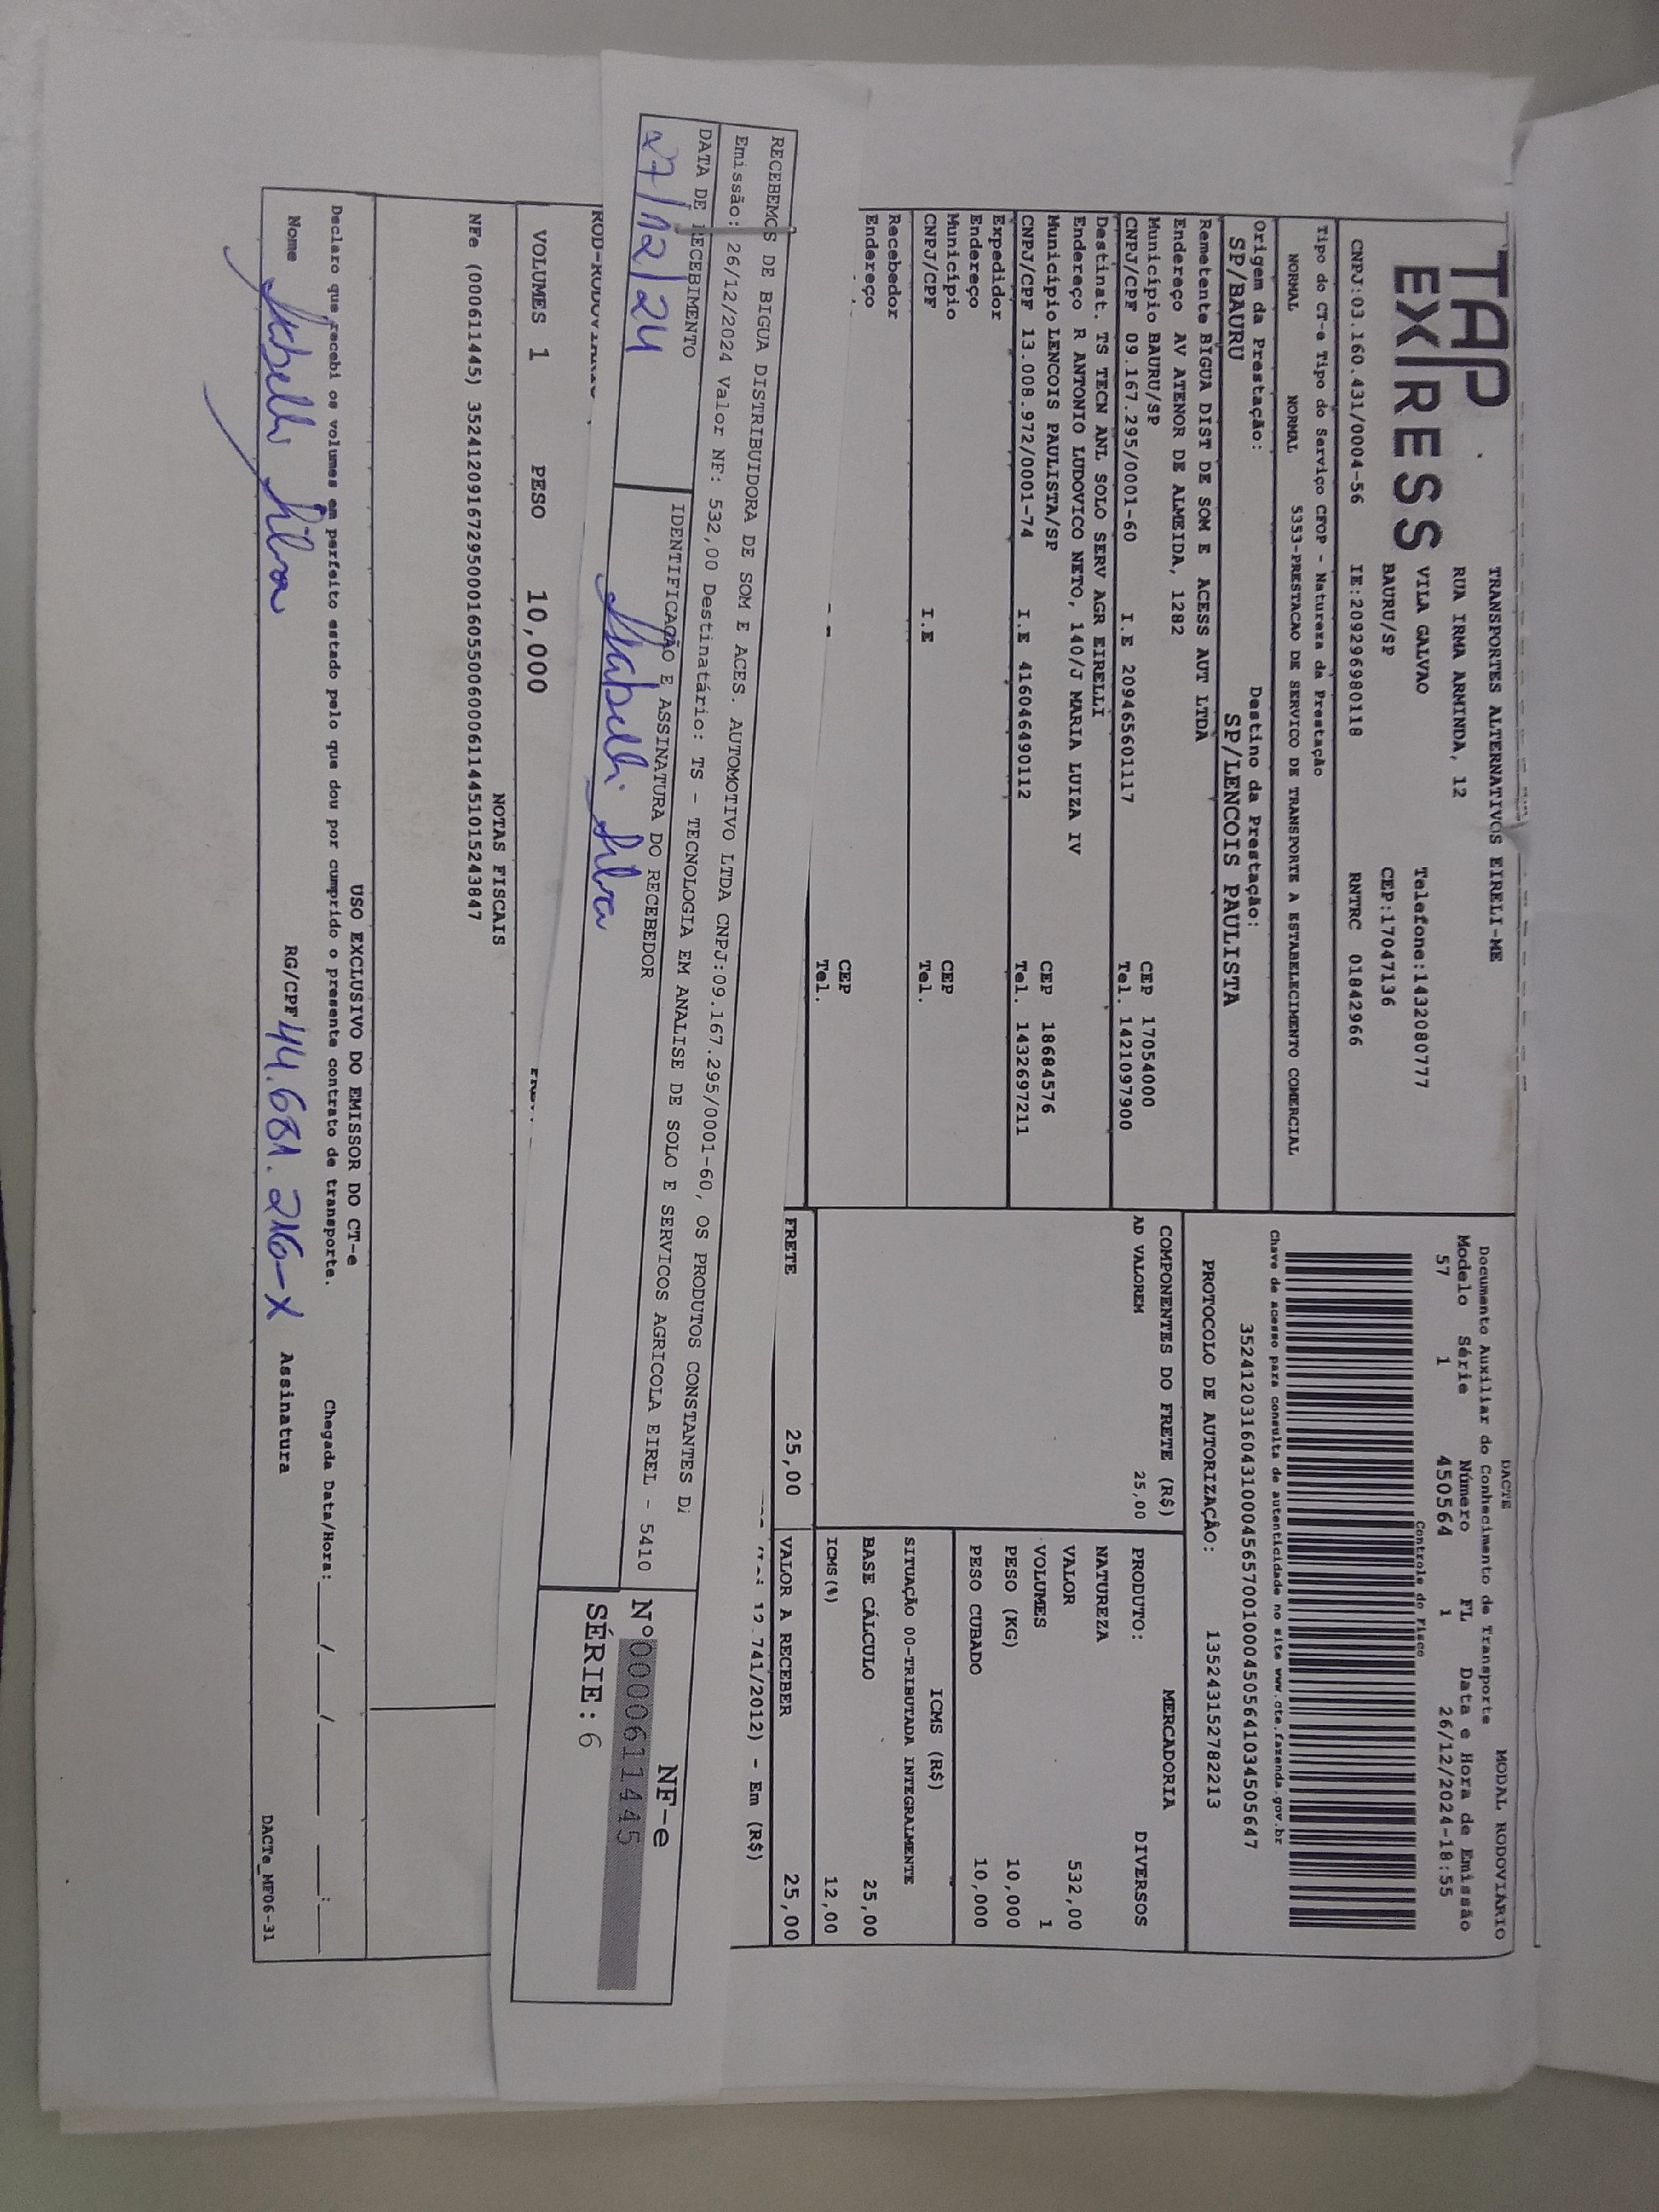 TAP
EXPRESS
TRANSPORTES ALTERNATIVOS EIRELI-ME
RUA IRMA ARMINDA, 12
VILA GALVAO Telefone:1432080777
BAURU/SP CEP:17047136
CNPJ:03.160.431/0004-56 IE:209296980118 RNTRC 01842966
Tipo do CT-e Tipo do Serviço CFOP - Natureza da Prestação
NORMAL NORMAL 5353-PRESTACAO DE SERVICO DE TRANSPORTE A ESTABELECIMENTO COMERCIAL
Origem da Prestação: Destino da Prestação:
SP/BAURU SP/LENCOIS PAULISTA
Remetente BIGUA DIST DE SOM E ACESS AUT LTDA
Endereço AV ATENOR DE ALMEIDA, 1282
Município BAURU/SP CEP 17054000
CNPJ/CPF 09.167.295/0001-60 I.E 209465601117 Tel. 1421097900
Destinat. TS TECN ANL SOLO SERV AGR EIRELLI
Endereço R ANTONIO LUDOVICO NETO, 140/J MARIA LUIZA IV
Município LENCOIS PAULISTA/SP CEP 18684576
CNPJ/CPF 13.008.972/0001-74 I.E 416046490112 Tel. 1432697211
Expedidor
Endereço
Município CEP
CNPJ/CPF I.E Tel.
Recebedor
Endereço
CEP
Tel.
DACTE MODAL RODOVIÁRIO
Documento Auxiliar do Conhecimento de Transporte
Modelo Série Número FL Data e Hora de Emissão
57 1 450564 1 26/12/2024-18:55
Controle do Fisco
Chave de acesso para consulta de autenticidade no site www.cte.fazenda.gov.br
35241203160431000456570010004505641034505647
PROTOCOLO DE AUTORIZAÇÃO: 135243152782213
COMPONENTES DO FRETE (R$)
AD VALOREM 25,00
MERCADORIA
PRODUTO: DIVERSOS
NATUREZA
VALOR 532,00
VOLUMES 1
PESO (KG) 10,000
PESO CUBADO 10,000
ICMS (R$)
SITUAÇÃO 00-TRIBUTADA INTEGRALMENTE
BASE CÁLCULO 25,00
ICMS(%) 12,00
FRETE 25,00 VALOR A RECEBER 25,00
12.741/2012) - Em (R$)
RECEBEMOS DE BIGUA DISTRIBUIDORA DE SOM E ACES. AUTOMOTIVO LTDA CNPJ:09.167.295/0001-60, OS PRODUTOS CONSTANTES
Emissão: 26/12/2024 Valor NF: 532,00 Destinatário: TS - TECNOLOGIA EM ANALISE DE SOLO E SERVICOS AGRICOLA EIREL - 5410
DATA DE RECEBIMENTO IDENTIFICAÇÃO E ASSINATURA DO RECEBEDOR
27/12/24 Isabelli Silva
NF-e
N°000611445
SÉRIE:6
VOLUMES 1 PESO 10,000
NOTAS FISCAIS
NFe (000611445) 35241209167295000160550060006114451015243847
USO EXCLUSIVO DO EMISSOR DO CT-e
Declaro que recebi os volumes em perfeito estado pelo que dou por cumprido o presente contrato de transporte. Chegada Data/Hora:___/___/_____ ___:___
Nome Isabelli Silva RG/CPF 44.681.216-X Assinatura
DACTe_MF06-31